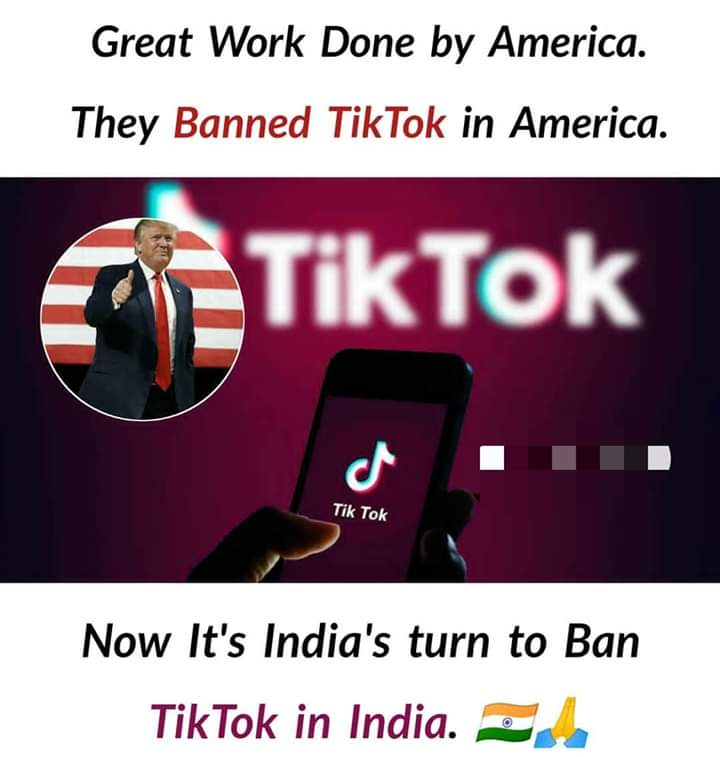 Great Work Done by America.
They Banned TikTok in America.
TikTok
Tik Tok
Now It's India's turn to Ban
TikTok in India. 🇮🇳🙏